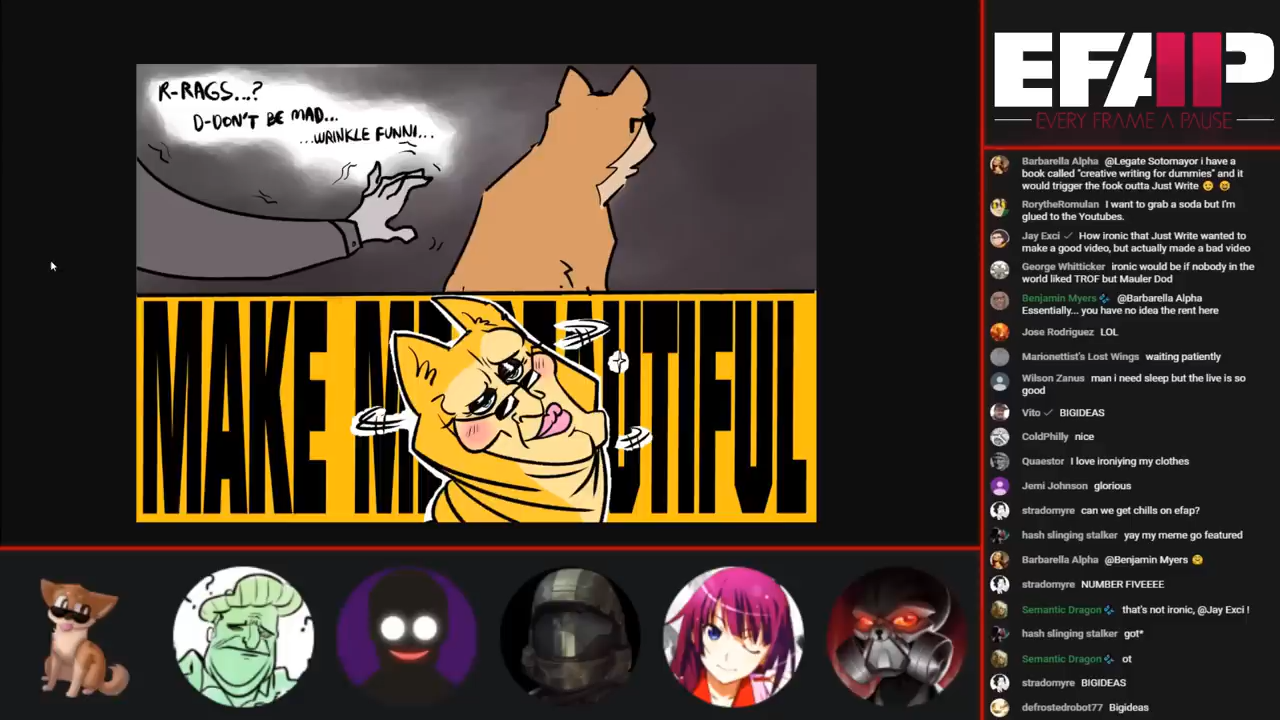 R-RAGS...?
D-DON'T BE MAD...
...WRINKLE FUNNI...
MAKE M
AUTIFUL
EFAP
EVERY FRAME A PAUSE
Barbarella Alpha @Legate Sotomayor i have a
book called "creative writing for dummies" and it
would trigger the fook outta Just Write
RorytheRomulan I want to grab a soda but I'm
glued to the Youtubes.
Jay Exci How ironic that Just Write wanted to
make a good video, but actually made a bad video
George Whitticker ironic would be if nobody in the
world liked TROF but Mauler Dod
Benjamin Myers @Barbarella Alpha
Essentially... you have no idea the rent here
Jose Rodriguez LOL
Marionettist's Lost Wings waiting patiently
Wilson Zanus man i need sleep but the live is so
good
Vito BIGIDEAS
ColdPhilly nice
Quaestor I love ironiying my clothes
Jemi Johnson glorious
stradomyre can we get chills on efap?
hash slinging stalker yay my meme go featured
Barbarella Alpha @Benjamin Myers
stradomyre NUMBER FIVEEEE
Semantic Dragon that's not ironic, @Jay Exci !
hash slinging stalker got*
Semantic Dragon ot
stradomyre BIGIDEAS
defrostedrobot77 Bigideas